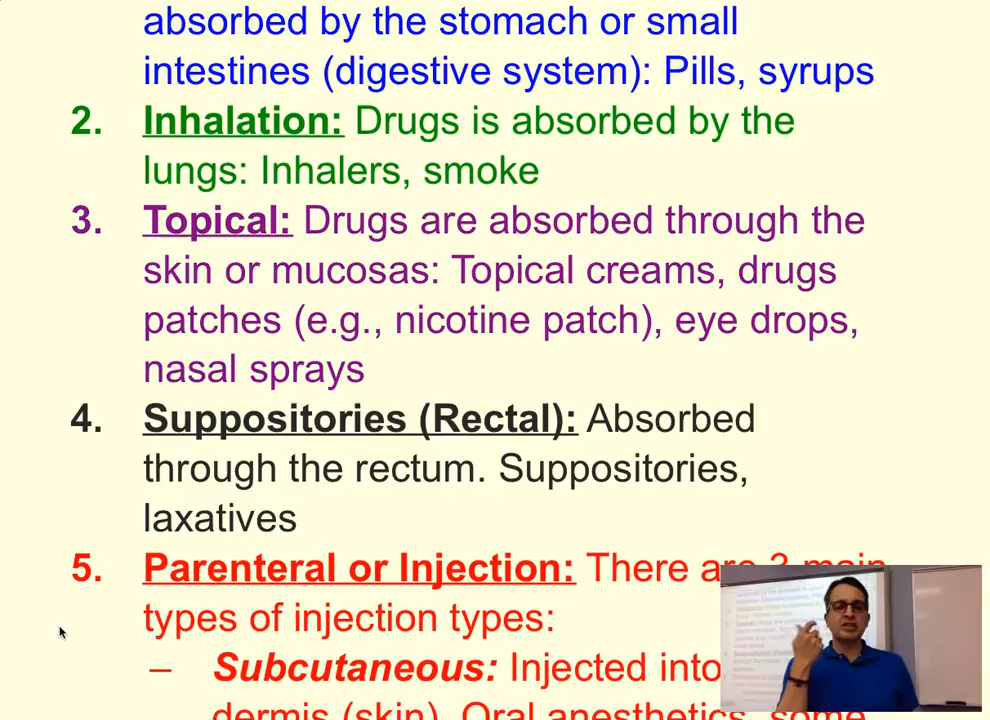 absorbed by the stomach or small
intestines (digestive system): Pills, syrups
2. Inhalation: Drugs is absorbed by the
lungs: Inhalers, smoke
3. Topical: Drugs are absorbed through the
skin or mucosas: Topical creams, drugs
patches (e.g., nicotine patch), eye drops,
nasal sprays
4. Suppositories (Rectal): Absorbed
through the rectum. Suppositories,
laxatives
5. Parenteral or Injection: There are 3 main
types of injection types:
– Subcutaneous: Injected into
dermis (skin). Oral anesthetics, some